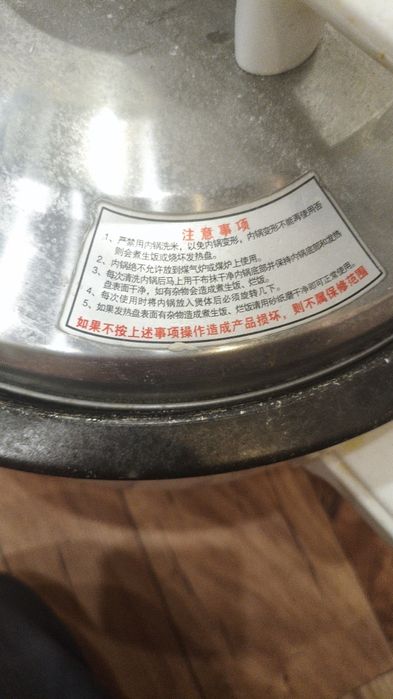 注意事项
1、严禁用内锅洗米，以免内锅变形，内锅变形不能再使用否
则会煮生饭或烧坏发热盘。
2、内锅绝不允许放到煤气炉或煤炉上使用。
3、每次清洗内锅后马上用干布抹干净内锅底部并保持内锅底部和发热
盘表面干净，如有杂物会造成煮生饭、烂饭。
4、每次使用时将内锅放入煲体后必须旋转几下。
5、如果发热盘表面有杂物造成煮生饭、烂饭请用砂纸磨干净即可正常使用。
如果不按上述事项操作造成产品损坏，则不属保修范围